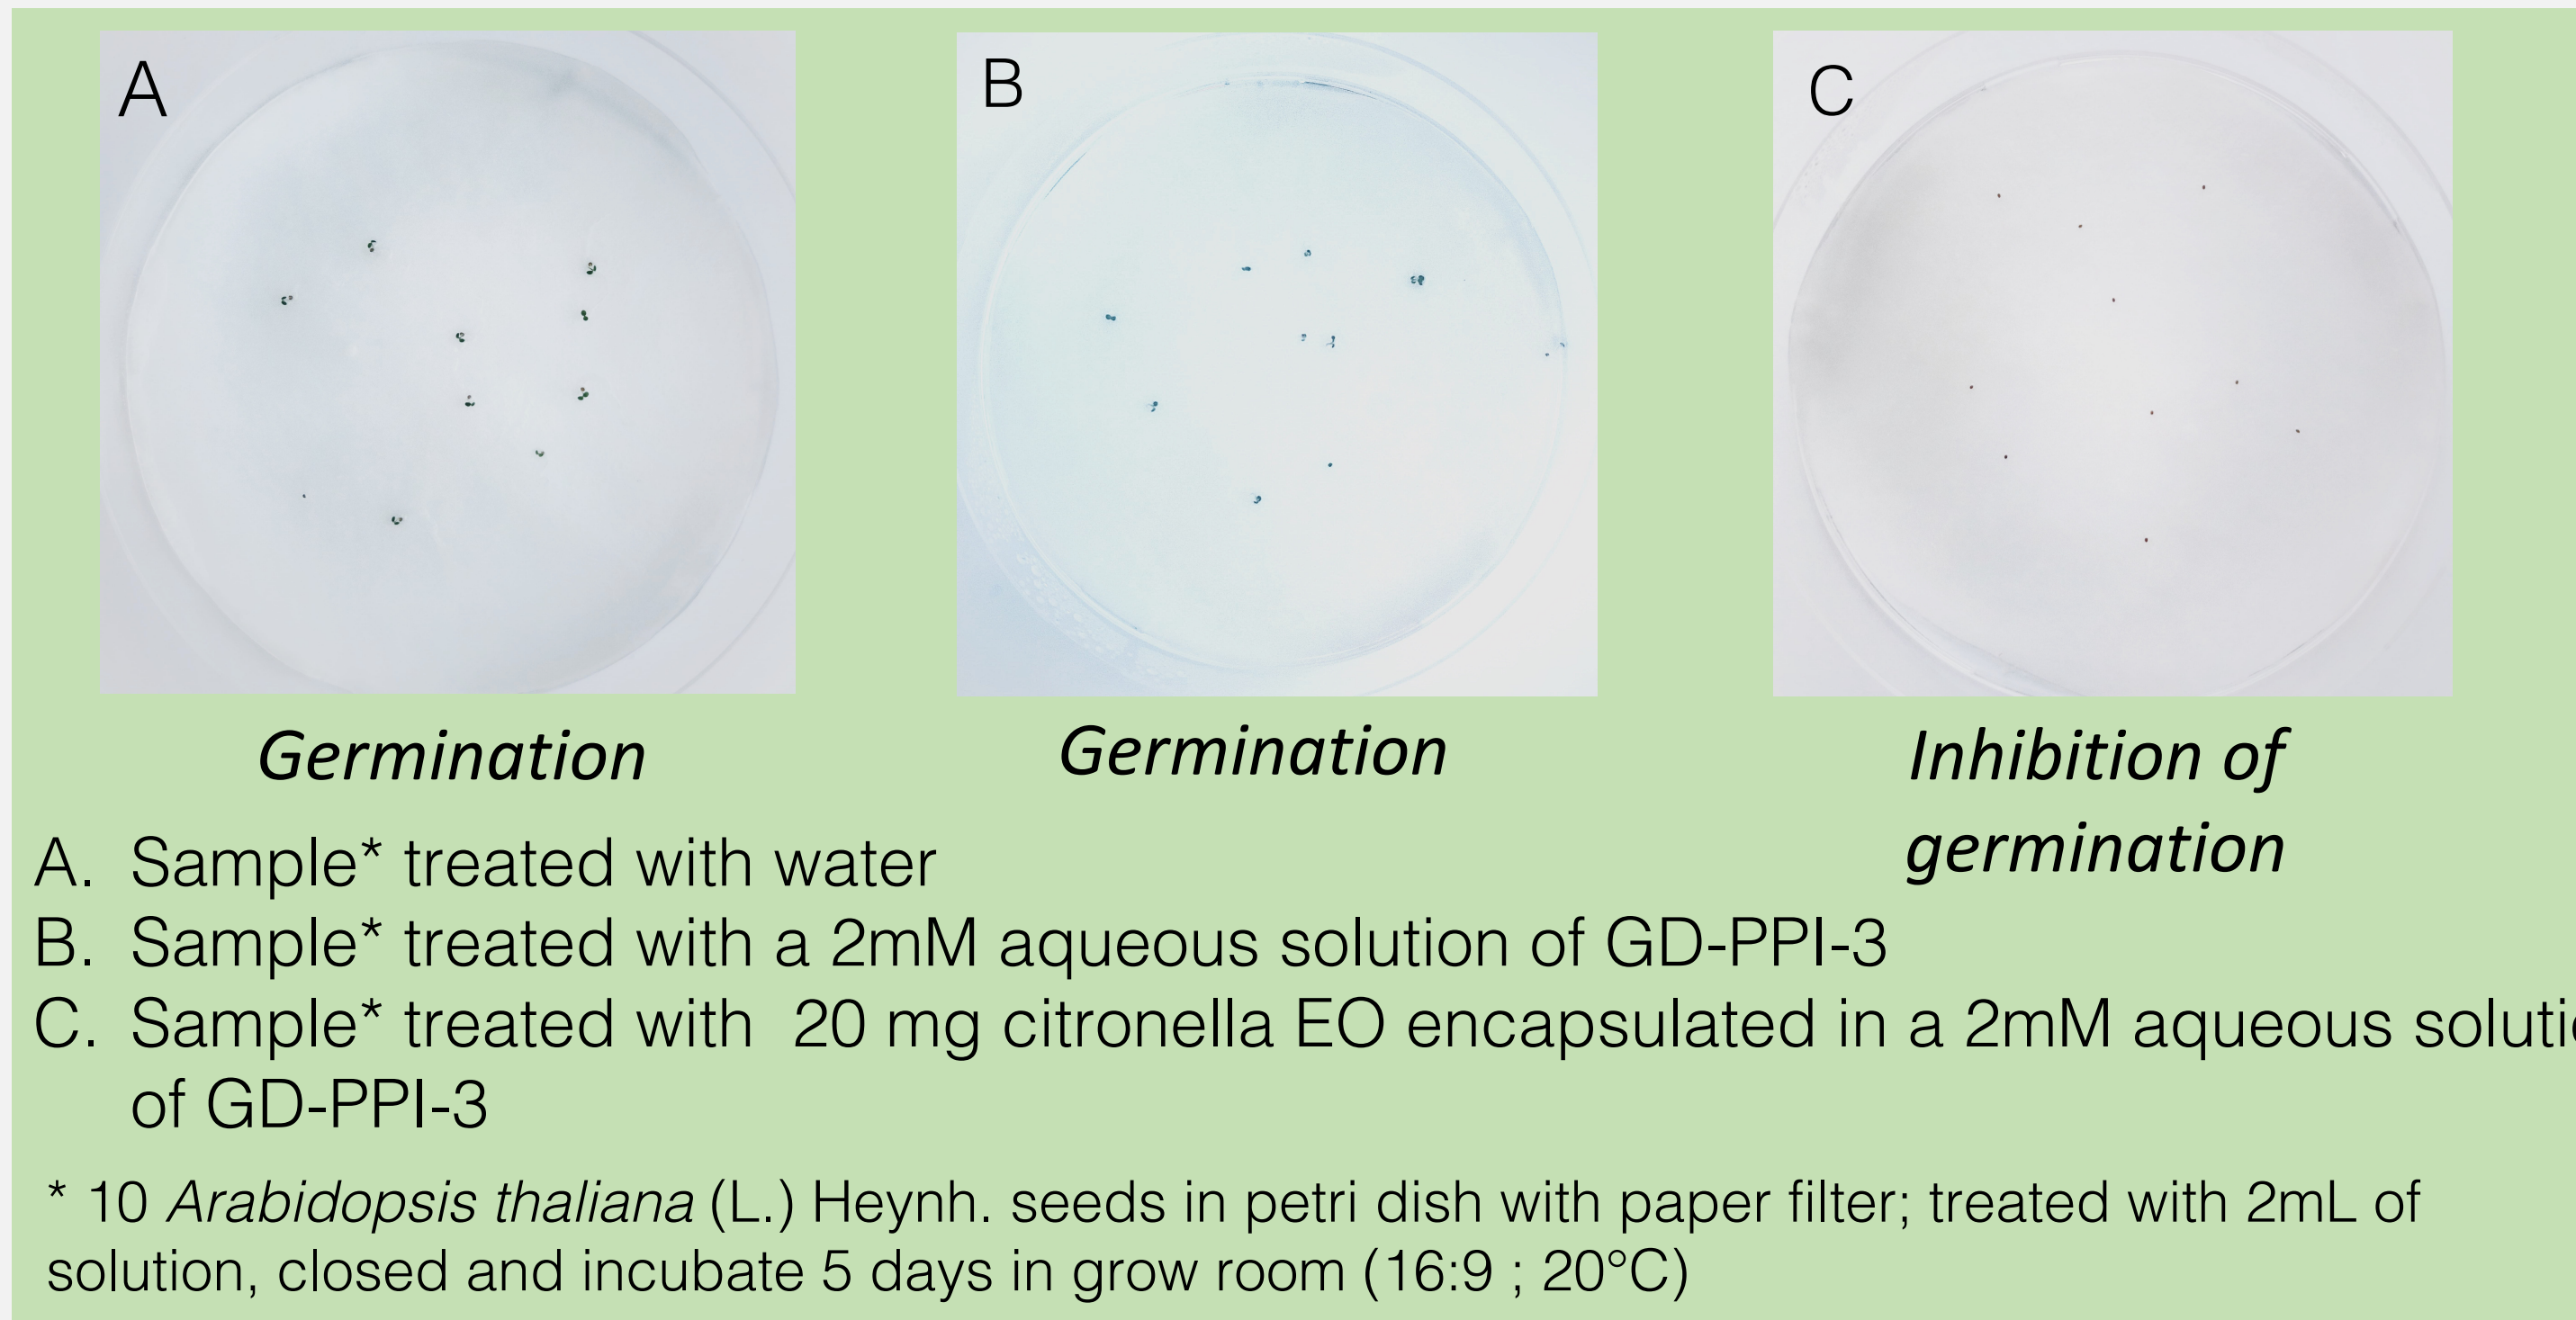 A
B
C
Germination
Germination
Inhibition of
germination
A. Sample* treated with water
B. Sample* treated with a 2mM aqueous solution of GD-PPI-3
C. Sample* treated with 20 mg citronella EO encapsulated in a 2mM aqueous soluti
of GD-PPI-3
* 10 Arabidopsis thaliana (L.) Heynh. seeds in petri dish with paper filter; treated with 2mL of
solution, closed and incubate 5 days in grow room (16:9 ; 20°C)